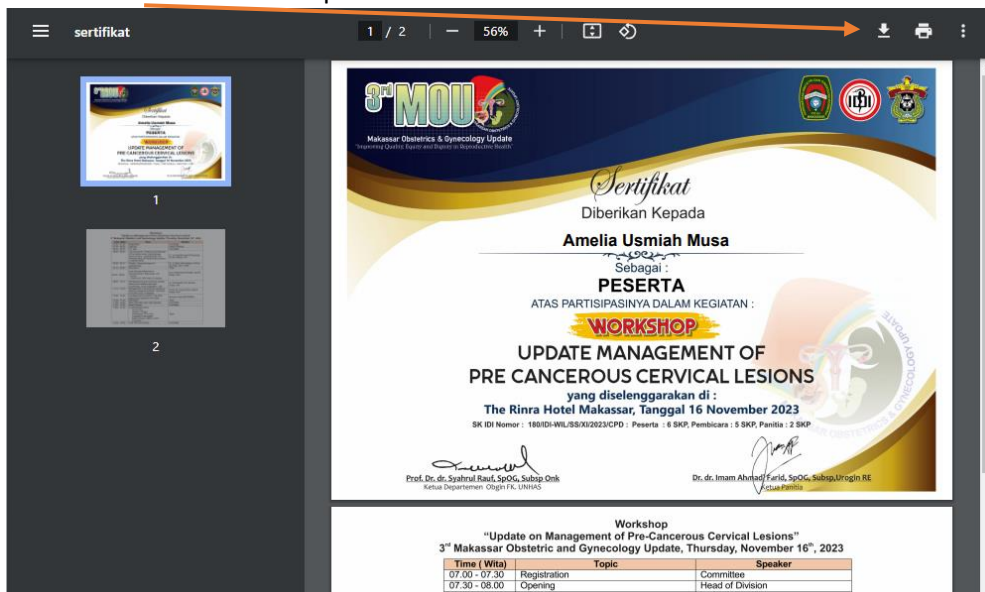 sertifikat
1 / 2
56%
1
2
3rd MOU
Makassar Obstetrics & Gynecology Update
"Improving Quality, Equity and Dignity in Reproductive Health"
Sertifikat
Diberikan Kepada
Amelia Usmiah Musa
Sebagai :
PESERTA
ATAS PARTISIPASINYA DALAM KEGIATAN :
WORKSHOP
UPDATE MANAGEMENT OF
PRE CANCEROUS CERVICAL LESIONS
yang diselenggarakan di :
The Rinra Hotel Makassar, Tanggal 16 November 2023
SK IDI Nomor : 180/IDI-WIL/SS/XI/2023/CPD : Peserta : 6 SKP, Pembicara : 5 SKP, Panitia : 2 SKP
Prof. Dr. dr. Syahrul Rauf, SpOG, Subsp Onk
Ketua Departemen Obgin FK. UNHAS
Dr. dr. Imam Ahmad Farid, SpOG, Subsp,Urogin RE
Ketua Panitia
Workshop
"Update on Management of Pre-Cancerous Cervical Lesions"
3rd Makassar Obstetric and Gynecology Update, Thursday, November 16th, 2023
Time ( Wita) Topic Speaker
07.00 - 07.30 Registration Committee
07.30 - 08.00 Opening Head of Division